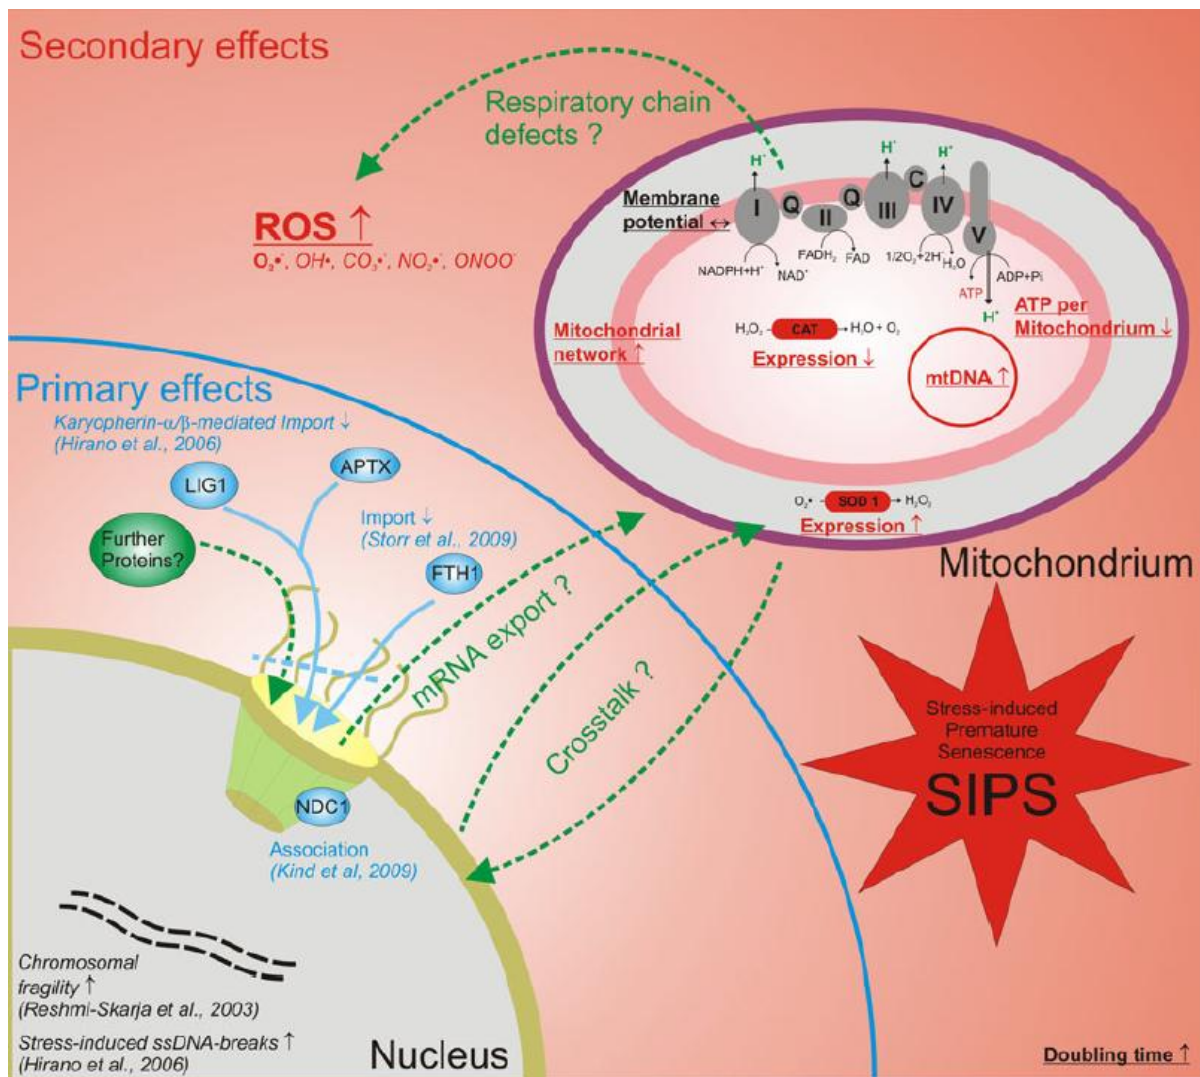 Secondary effects
Respiratory chain
defects ?
ROS ↑
O₂•⁻, OH•, CO₃•⁻, NO₂•, ONOO⁻
H⁺
H⁺
H⁺
Membrane
potential ↔
I
Q
II
Q
III
C
IV
V
NADPH+H⁺
NAD⁺
FADH₂
FAD
1/2O₂+2H⁺
H₂O
ATP
ADP+Pi
H⁺
ATP per
Mitochondrium ↓
Mitochondrial
network ↑
H₂O₂
CAT
H₂O + O₂
Expression ↓
mtDNA ↑
O₂•
SOD 1
H₂O₂
Expression ↑
Mitochondrium
Primary effects
Karyopherin-α/β-mediated Import ↓
(Hirano et al., 2006)
LIG1
APTX
Further
Proteins?
Import ↓
(Storr et al., 2009)
FTH1
mRNA export ?
Crosstalk ?
NDC1
Association
(Kind et al, 2009)
Stress-induced
Premature
Senescence
SIPS
Chromosomal
fragility ↑
(Reshmi-Skarja et al., 2003)
Stress-induced ssDNA-breaks ↑
(Hirano et al., 2006)
Nucleus
Doubling time ↑